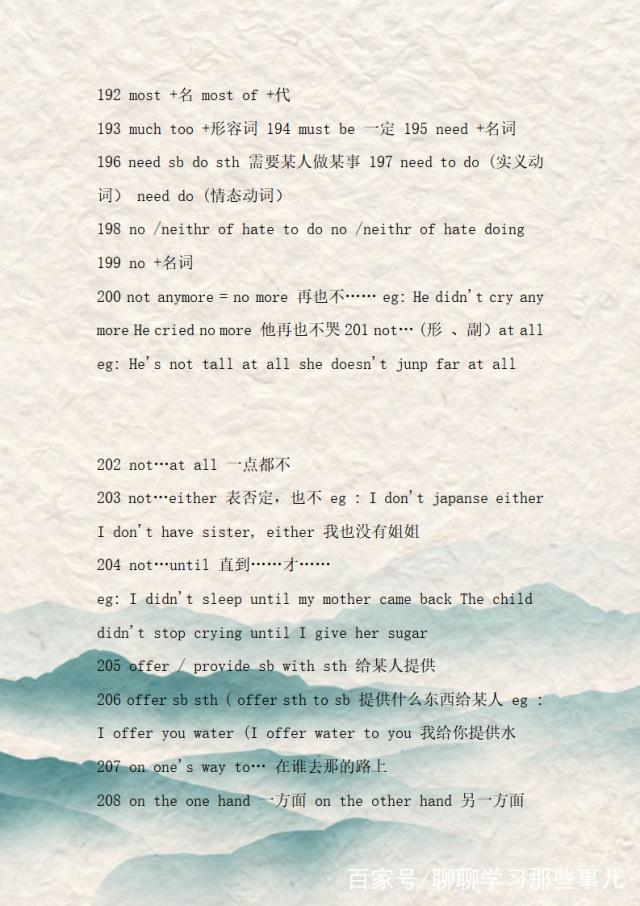 192 most +名 most of +代
193 much too +形容词 194 must be 一定 195 need +名词
196 need sb do sth 需要某人做某事 197 need to do (实义动
词) need do (情态动词)
198 no /neithr of hate to do no /neithr of hate doing
199 no +名词
200 not anymore = no more 再也不…… eg: He didn't cry any
more He cried no more 他再也不哭 201 not… (形 、副) at all
eg: He's not tall at all she doesn't junp far at all
202 not…at all 一点都不
203 not…either 表否定，也不 eg : I don't japanse either
I don't have sister, either 我也没有姐姐
204 not…until 直到……才……
eg: I didn't sleep until my mother came back The child
didn't stop crying until I give her sugar
205 offer / provide sb with sth 给某人提供
206 offer sb sth ( offer sth to sb 提供什么东西给某人 eg :
I offer you water (I offer water to you 我给你提供水
207 on one's way to… 在谁去那的路上
208 on the one hand 一方面 on the other hand 另一方面
百家号/聊聊学习那些事儿